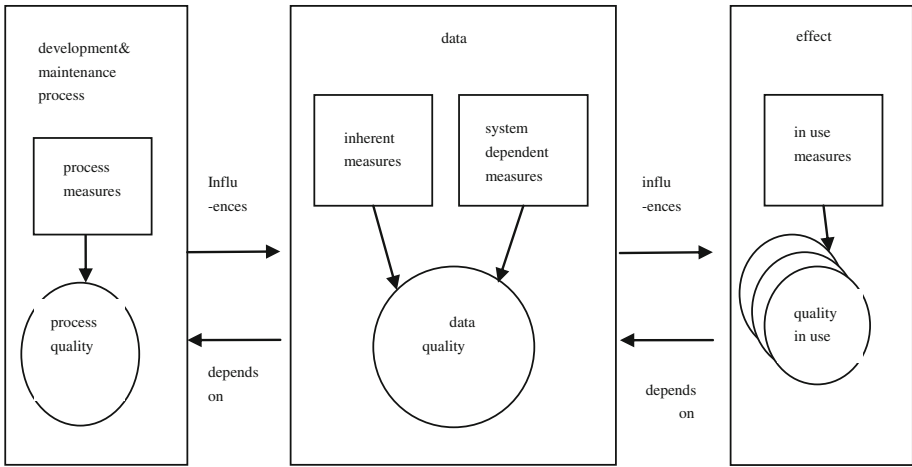 development&
maintenance
process
process
measures
process
quality
Influ
-ences
depends
on
data
inherent
measures
system
dependent
measures
data
quality
influ
-ences
depends
on
effect
in use
measures
quality
in use